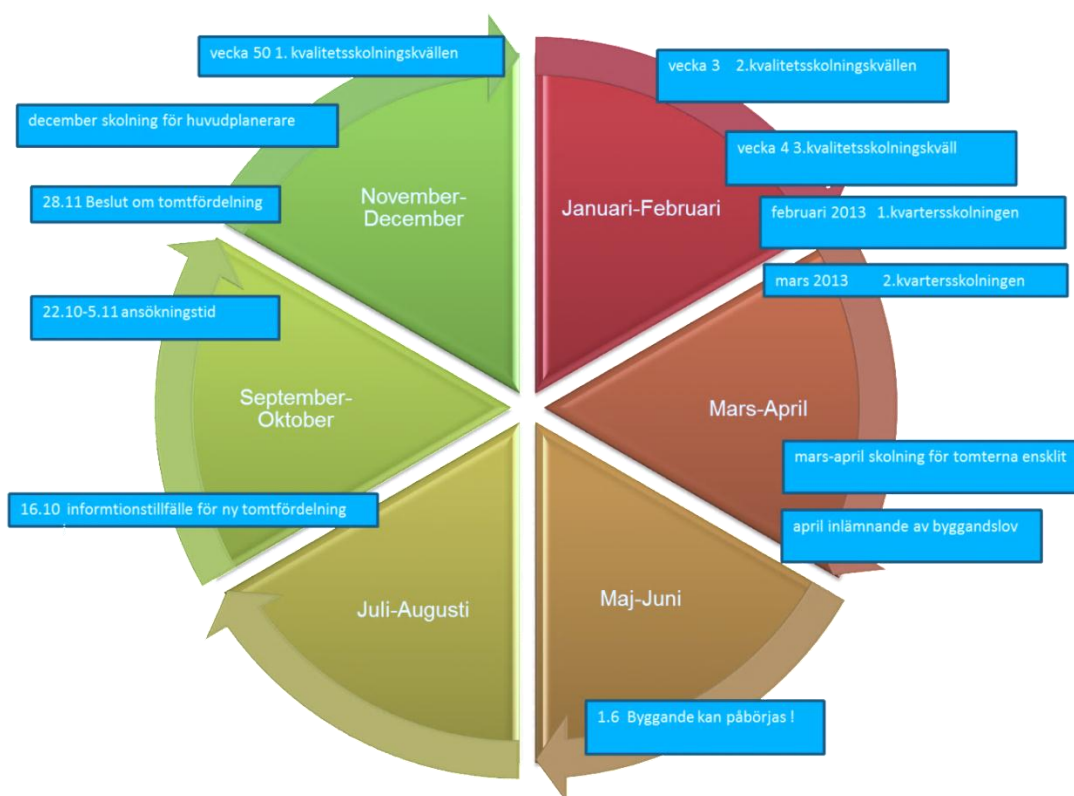 vecka 50 1. kvalitetsskolningskvällen
vecka 3 2.kvalitetsskolningskvällen
december skolning för huvudplanerare
vecka 4 3.kvalitetsskolningskväll
28.11 Beslut om tomtfördelning
November-
December
Januari-Februari
februari 2013 1.kvartersskolningen
mars 2013 2.kvartersskolningen
22.10-5.11 ansökningstid
September-
Oktober
Mars-April
mars-april skolning för tomterna ensklit
16.10 informtionstillfälle för ny tomtfördelning
april inlämnande av byggandslov
Juli-Augusti
Maj-Juni
1.6 Byggande kan påbörjas !